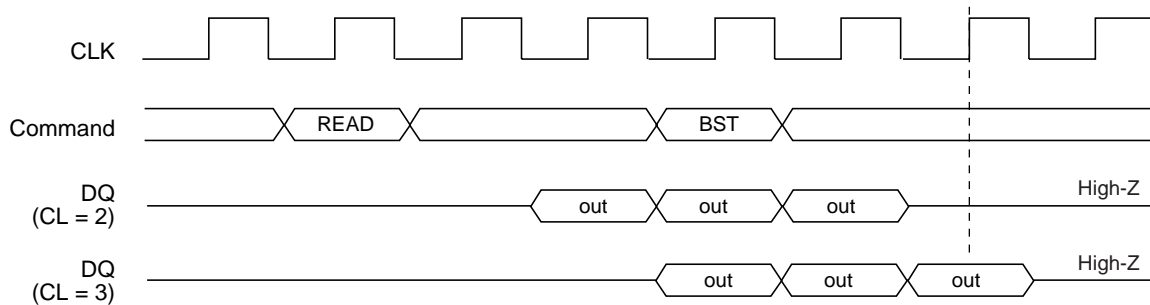 CLK
Command
READ
BST
DQ
(CL = 2)
out
out
out
High-Z
DQ
(CL = 3)
out
out
out
High-Z